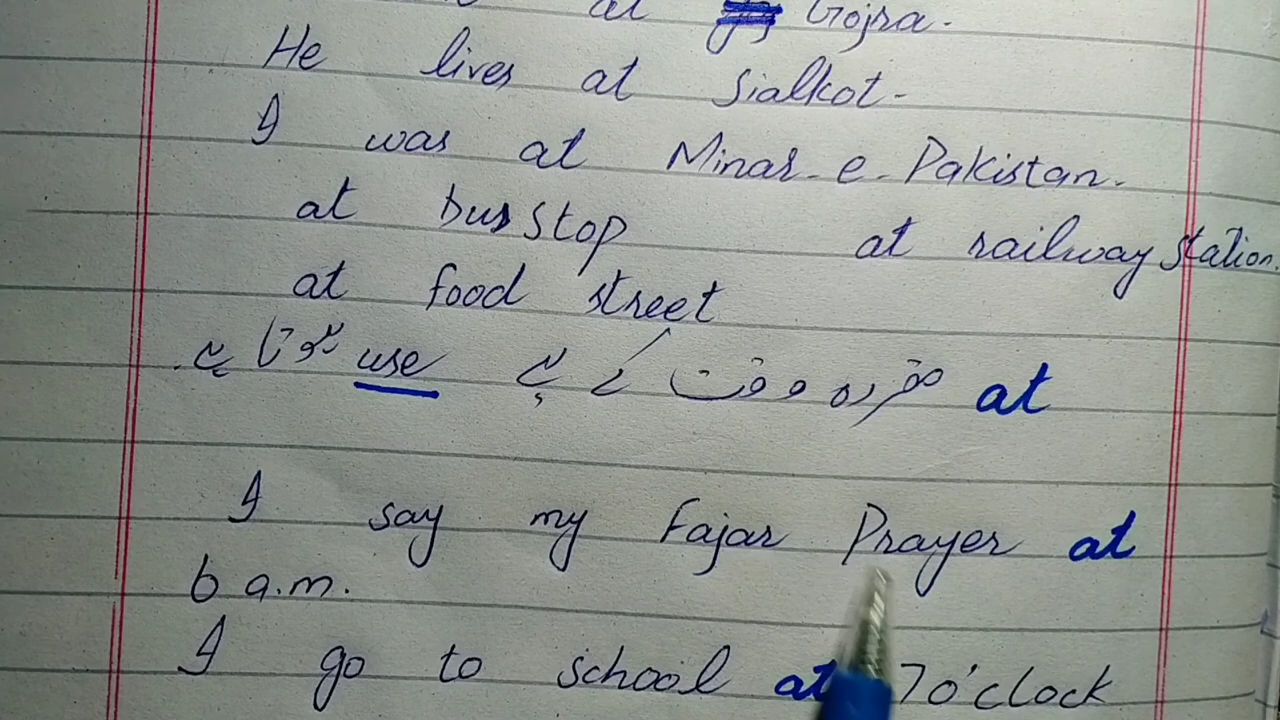 at Gojra.
He lives at Sialkot.
I was at Minar-e-Pakistan.
at bus stop at railway station.
at food street
at مقررہ وقت کے لیے use ہوتا ہے.
I say my Fajar Prayer at
6 a.m.
I go to school at 7 o'clock